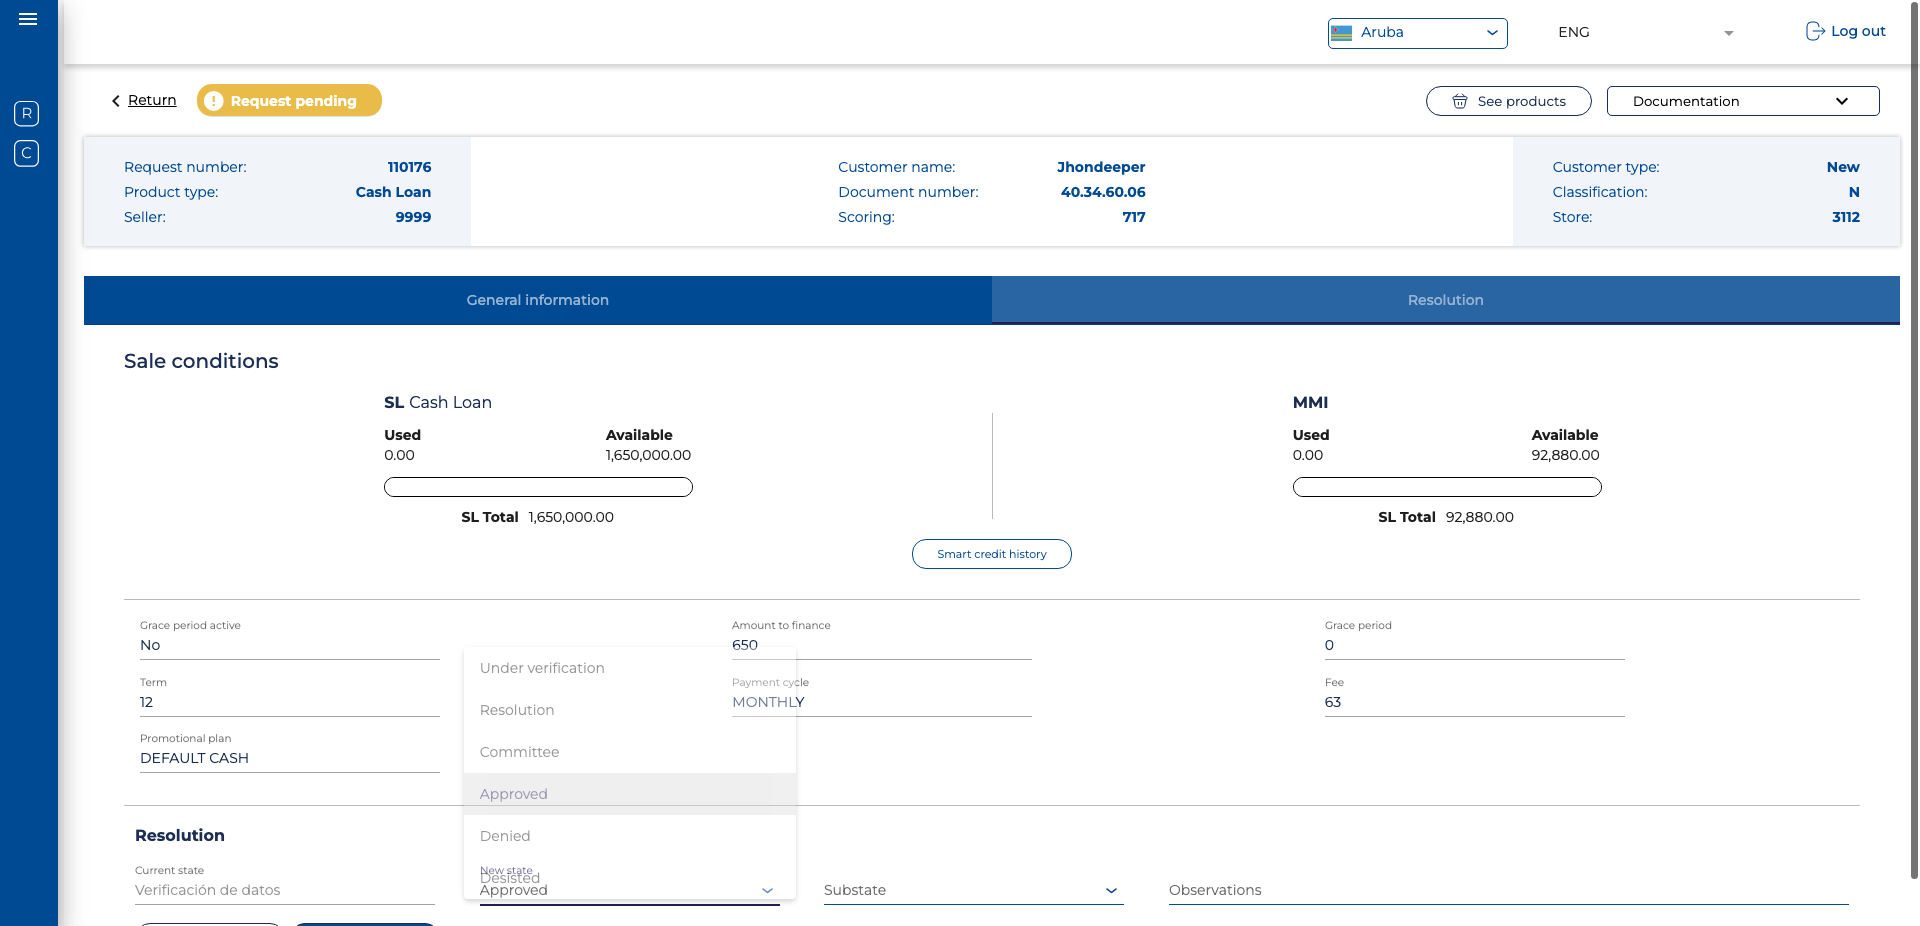 Aruba
ENG
Log out
R
C
Return
! Request pending
See products
Documentation
Request number: 110176
Product type: Cash Loan
Seller: 9999
Customer name: Jhondeeper
Document number: 40.34.60.06
Scoring: 717
Customer type: New
Classification: N
Store: 3112
General information
Resolution
Sale conditions
SL Cash Loan
Used Available
0.00 1,650,000.00
SL Total 1,650,000.00
MMI
Used Available
0.00 92,880.00
SL Total 92,880.00
Smart credit history
Grace period active
No
Amount to finance
650
Grace period
0
Term
12
Payment cycle
MONTHLY
Fee
63
Promotional plan
DEFAULT CASH
Under verification
Resolution
Committee
Approved
Denied
Desisted
Resolution
Current state
Verificación de datos
New state
Approved
Substate
Observations